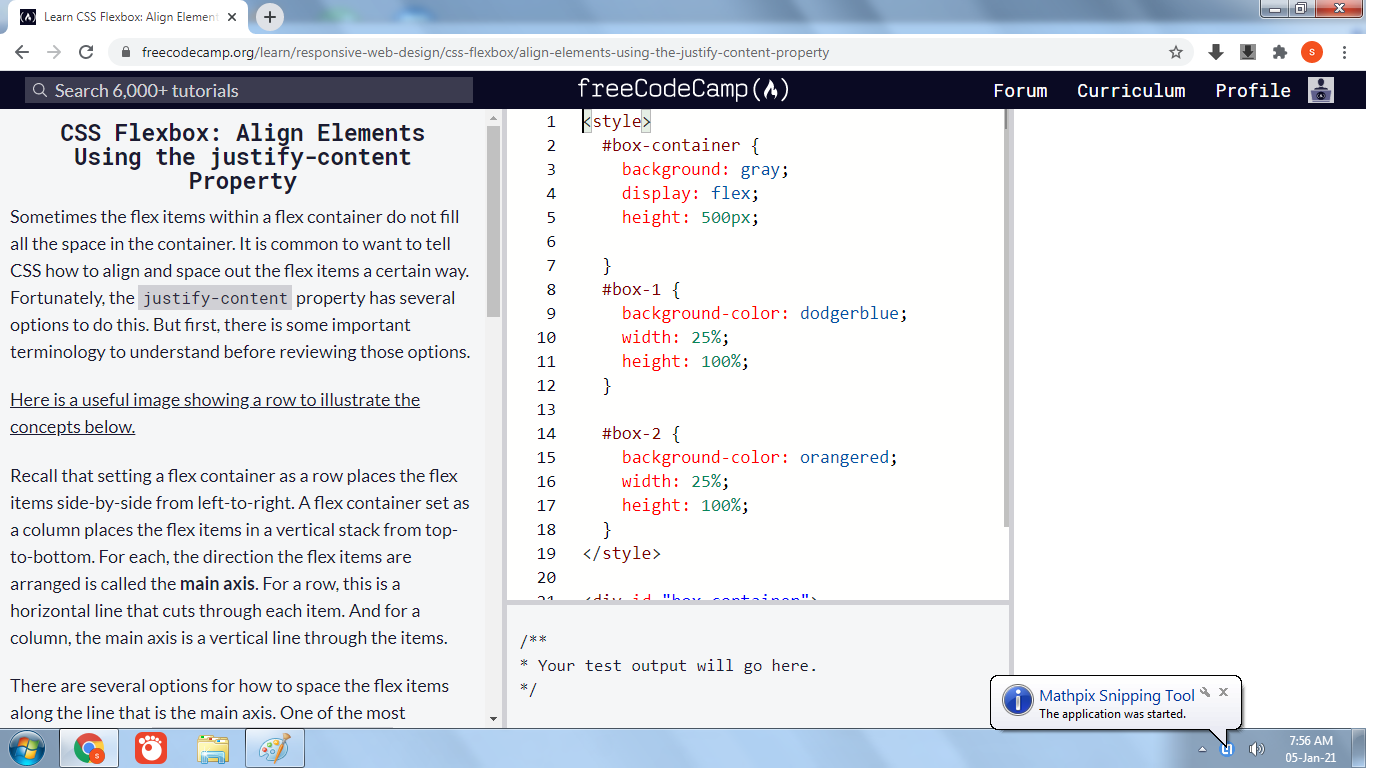 Learn CSS Flexbox: Align Element
freecodecamp.org/learn/responsive-web-design/css-flexbox/align-elements-using-the-justify-content-property
S
Search 6,000+ tutorials
freeCodeCamp
Forum Curriculum Profile
CSS Flexbox: Align Elements
Using the justify-content
Property
Sometimes the flex items within a flex container do not fill
all the space in the container. It is common to want to tell
CSS how to align and space out the flex items a certain way.
Fortunately, the justify-content property has several
options to do this. But first, there is some important
terminology to understand before reviewing those options.
Here is a useful image showing a row to illustrate the
concepts below.
Recall that setting a flex container as a row places the flex
items side-by-side from left-to-right. A flex container set as
a column places the flex items in a vertical stack from top-
to-bottom. For each, the direction the flex items are
arranged is called the main axis. For a row, this is a
horizontal line that cuts through each item. And for a
column, the main axis is a vertical line through the items.
There are several options for how to space the flex items
along the line that is the main axis. One of the most
1 <style>
2 #box-container {
3 background: gray;
4 display: flex;
5 height: 500px;
6
7 }
8 #box-1 {
9 background-color: dodgerblue;
10 width: 25%;
11 height: 100%;
12 }
13
14 #box-2 {
15 background-color: orangered;
16 width: 25%;
17 height: 100%;
18 }
19 </style>
20
21 <div id="box-container">
/**
* Your test output will go here.
*/
Mathpix Snipping Tool
The application was started.
7:56 AM
05-Jan-21